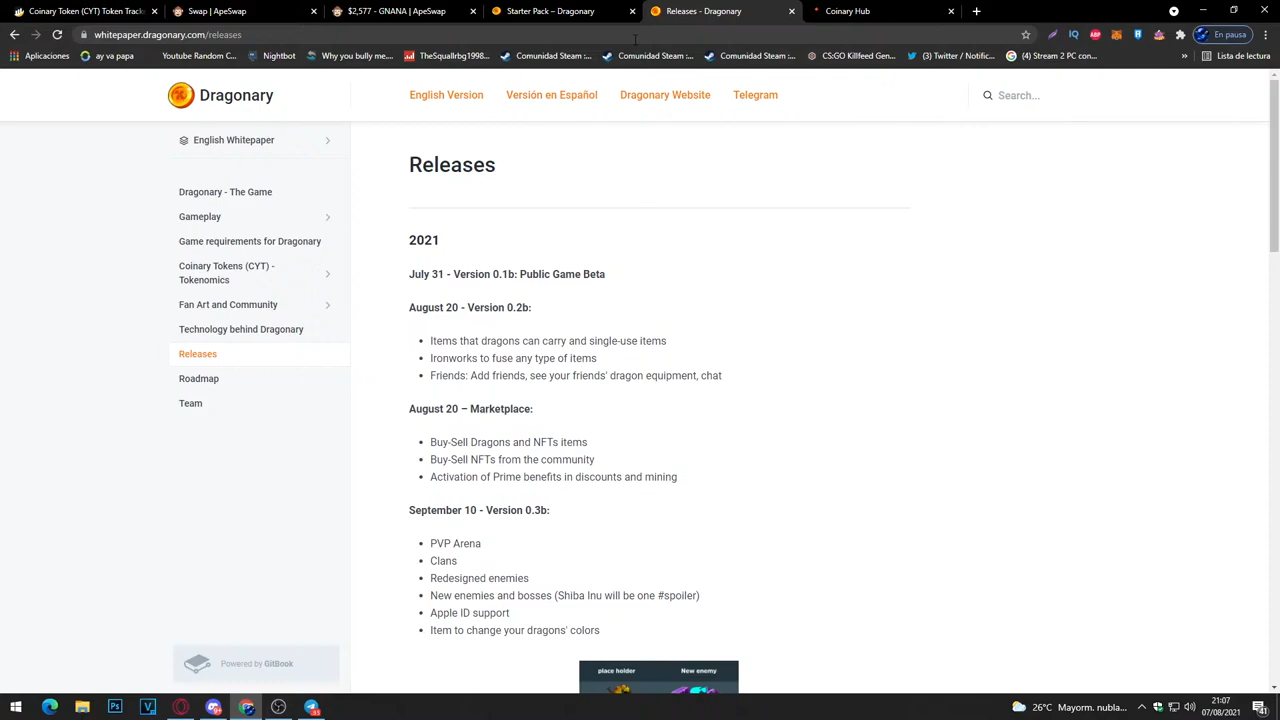 Coinary Token (CYT) Token Track
Swap | ApeSwap
$2,577 - GNANA | ApeSwap
Dragonary on Path Beta
Releases - Dragonary
Coinary Hub
whitepaper.dragonary.com/releases
En pausa
Aplicaciones
ay va papa
Youtube Random C...
Nightbot
Why you bully me...
TheSquallrbg1998...
Comunidad Steam :...
Comunidad Steam :...
Comunidad Steam :...
CS:GO Killfeed Gen...
(3) Twitter / Notific...
(4) Stream 2 PC con...
»
Lista de lectura
Dragonary
English Version
Versión en Español
Dragonary Website
Telegram
Search...
English Whitepaper
Dragonary - The Game
Gameplay
Game requirements for Dragonary
Coinary Tokens (CYT) -
Tokenomics
Fan Art and Community
Technology behind Dragonary
Releases
Roadmap
Team
Powered by GitBook
Releases
2021
July 31 - Version 0.1b: Public Game Beta
August 20 - Version 0.2b:
• Items that dragons can carry and single-use items
• Ironworks to fuse any type of items
• Friends: Add friends, see your friends' dragon equipment, chat
August 20 – Marketplace:
• Buy-Sell Dragons and NFTs items
• Buy-Sell NFTs from the community
• Activation of Prime benefits in discounts and mining
September 10 - Version 0.3b:
• PVP Arena
• Clans
• Redesigned enemies
• New enemies and bosses (Shiba Inu will be one #spoiler)
• Apple ID support
• Item to change your dragons' colors
place holder
New enemy
26°C Mayorm. nubla...
21:07
07/08/2021